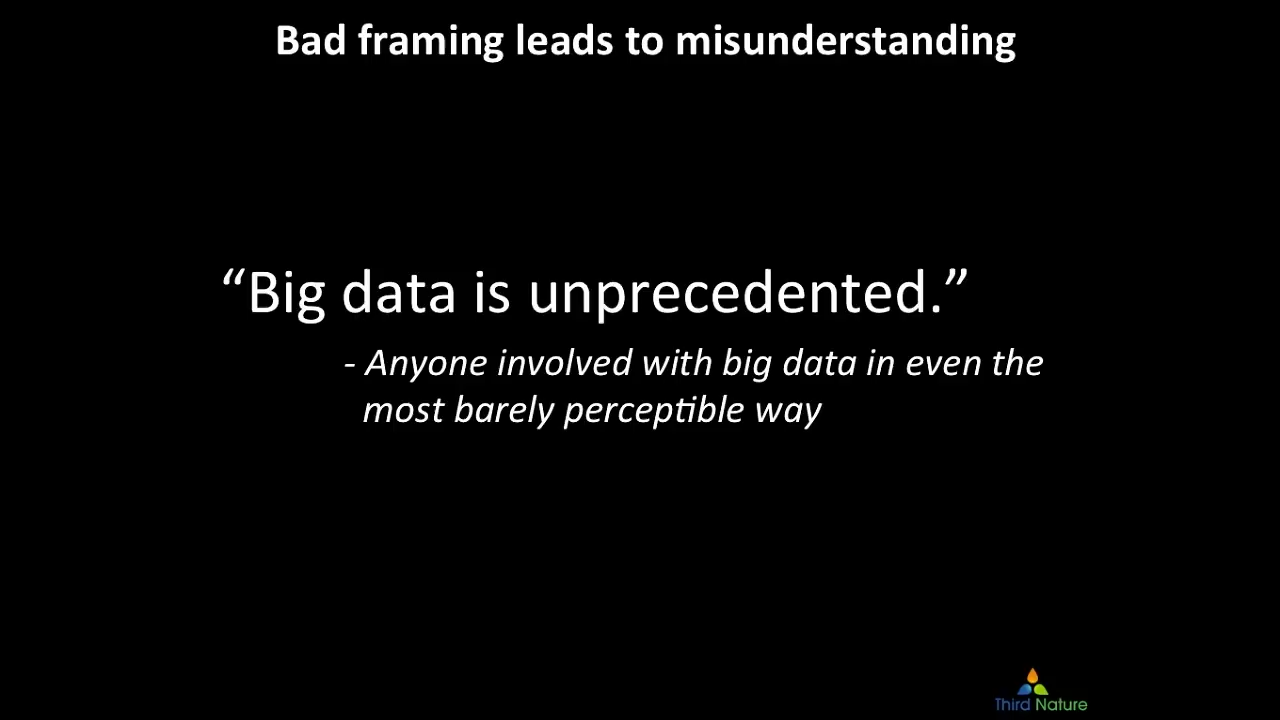 Bad framing leads to misunderstanding
“Big data is unprecedented.”
- Anyone involved with big data in even the
most barely perceptible way
Third Nature